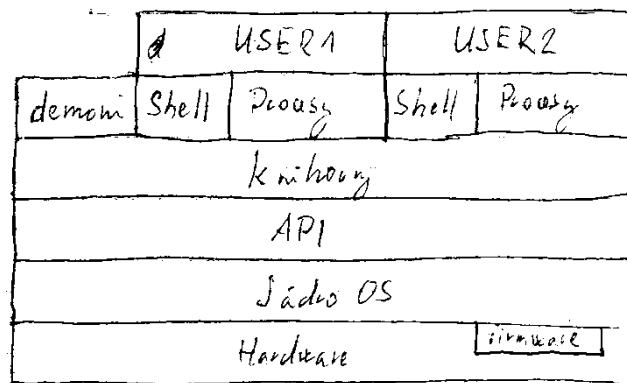 USER1 USER2
demoni Shell Procesy Shell Procesy
Knihovny
API
Jádro OS
Hardware firmware